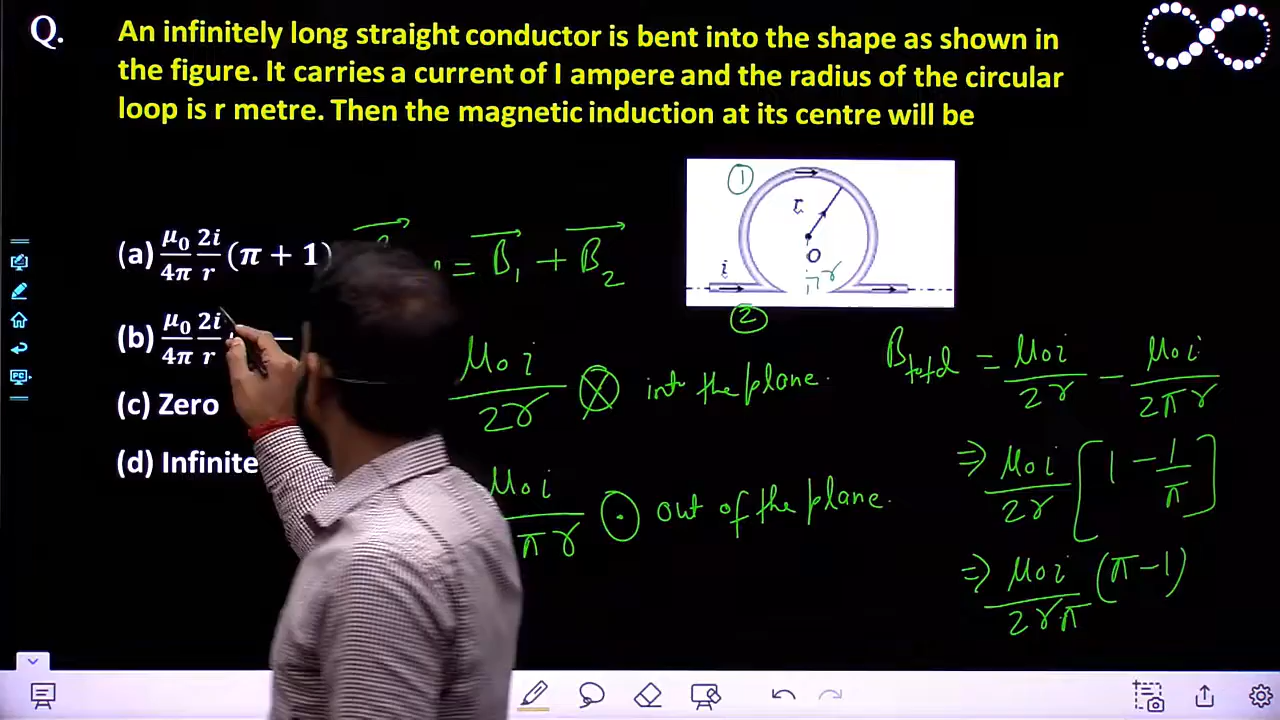 Q. An infinitely long straight conductor is bent into the shape as shown in
the figure. It carries a current of I ampere and the radius of the circular
loop is r metre. Then the magnetic induction at its centre will be
(a) μ₀/4π 2i/r (π + 1)
(b) μ₀/4π 2i/r
(c) Zero
(d) Infinite
= B₁ + B₂
μ₀i/2r ⊗ into the plane.
μ₀i/πr ⊙ out of the plane.
① r O i r
i ②
B total = μ₀i/2r − μ₀i/2πr
⇒ μ₀i/2r [1 − 1/π]
⇒ μ₀i/2rπ (π − 1)
PC